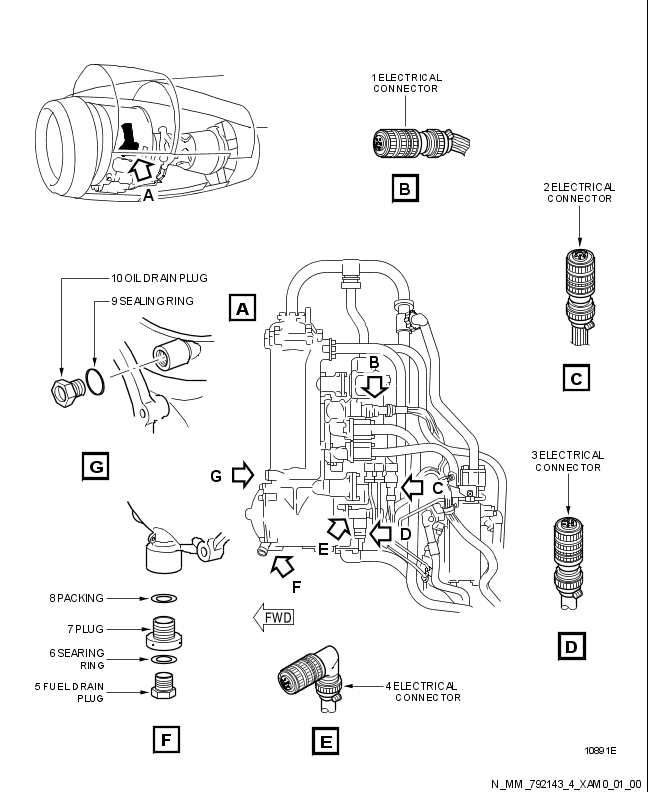 1 ELECTRICAL
CONNECTOR
A
B
2 ELECTRICAL
CONNECTOR
10 OIL DRAIN PLUG
9 SEALING RING
A
B
C
G
3 ELECTRICAL
CONNECTOR
G
C
D
E
F
8 PACKING
7 PLUG
FWD
6 SEARING
RING
D
5 FUEL DRAIN
PLUG
4 ELECTRICAL
CONNECTOR
F
E
10891E
N_MM_792143_4_XAM0_01_00